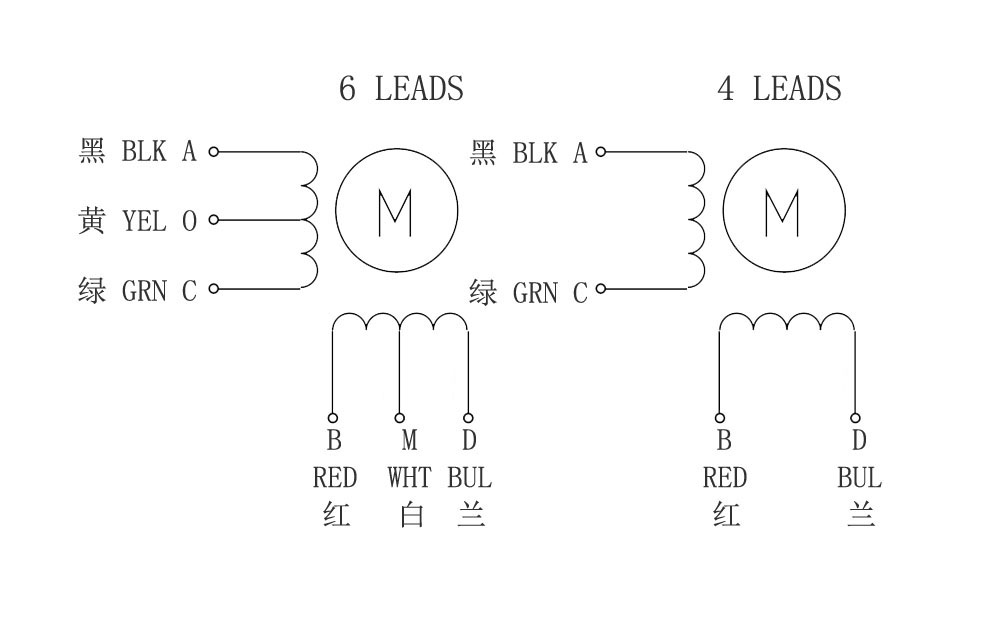 6 LEADS
黑 BLK A
黄 YEL O
绿 GRN C
M
B M D
RED WHT BUL
红 白 兰
4 LEADS
黑 BLK A
绿 GRN C
M
B D
RED BUL
红 兰